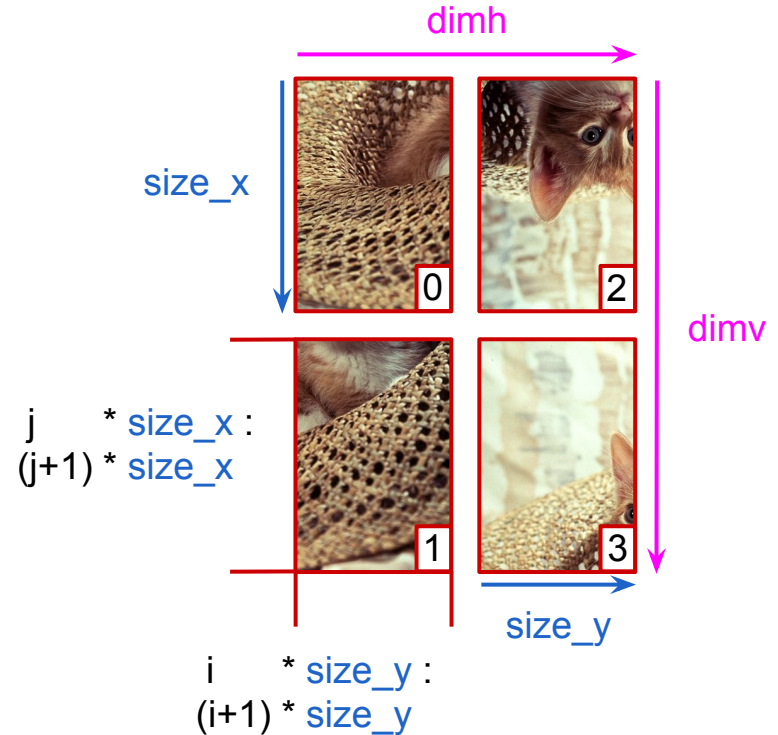 dimh
size_x
0
2
dimv
j * size_x :
(j+1) * size_x
1
3
size_y
i * size_y :
(i+1) * size_y